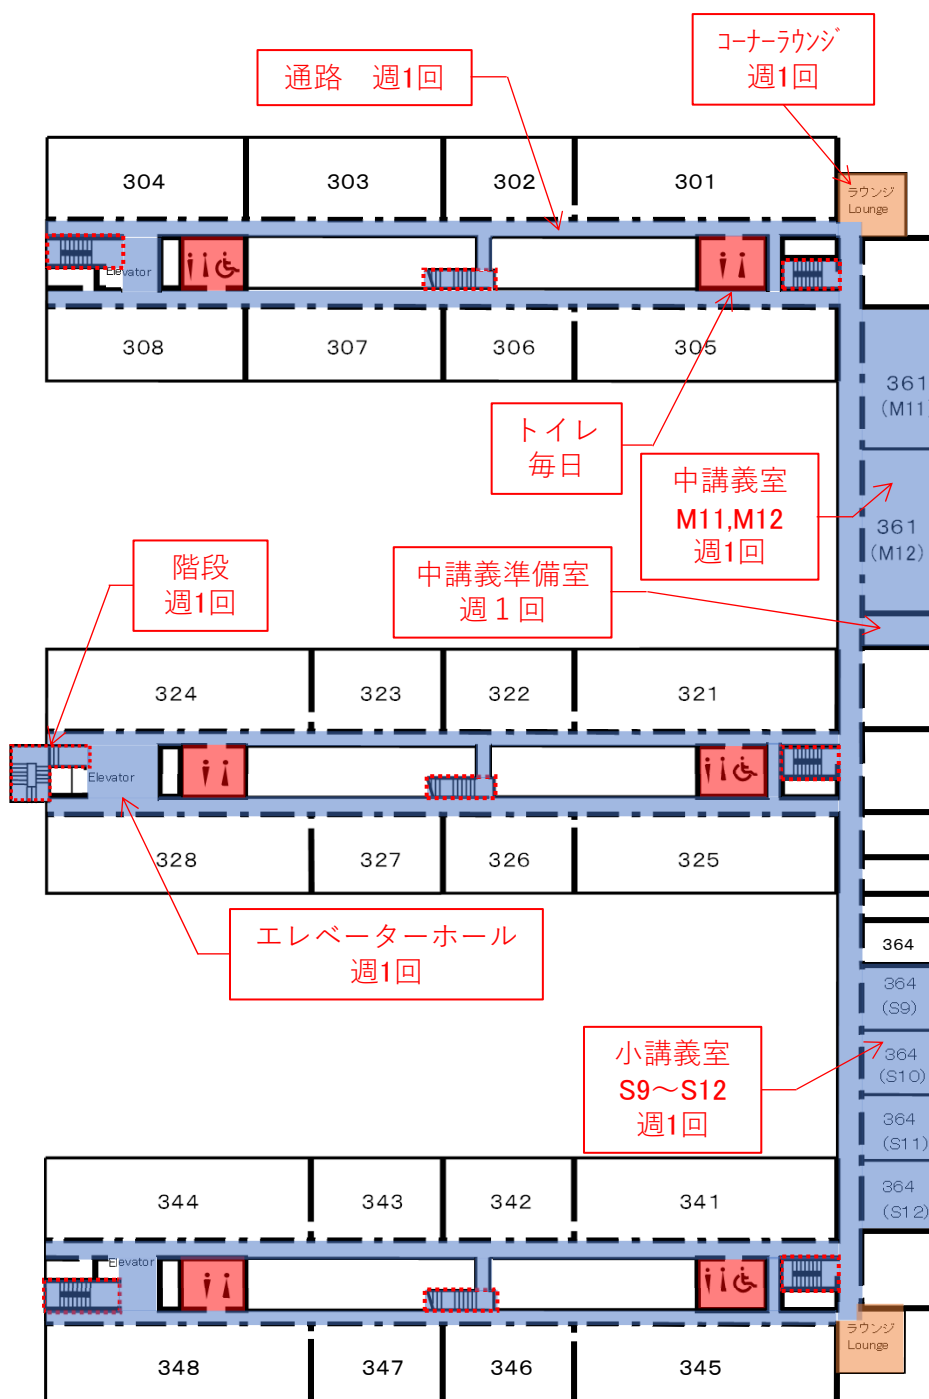 コーナーラウンジ
週1回
通路　週1回
304
303
302
301
ラウンジ
Lounge
Elevator
308
307
306
305
361
(M11)
トイレ
毎日
中講義室
M11,M12
週1回
361
(M12)
階段
週1回
中講義準備室
週１回
324
323
322
321
Elevator
328
327
326
325
エレベーターホール
週1回
364
364
(S9)
小講義室
S9～S12
週1回
364
(S10)
364
(S11)
364
(S12)
344
343
342
341
Elevator
ラウンジ
Lounge
348
347
346
345